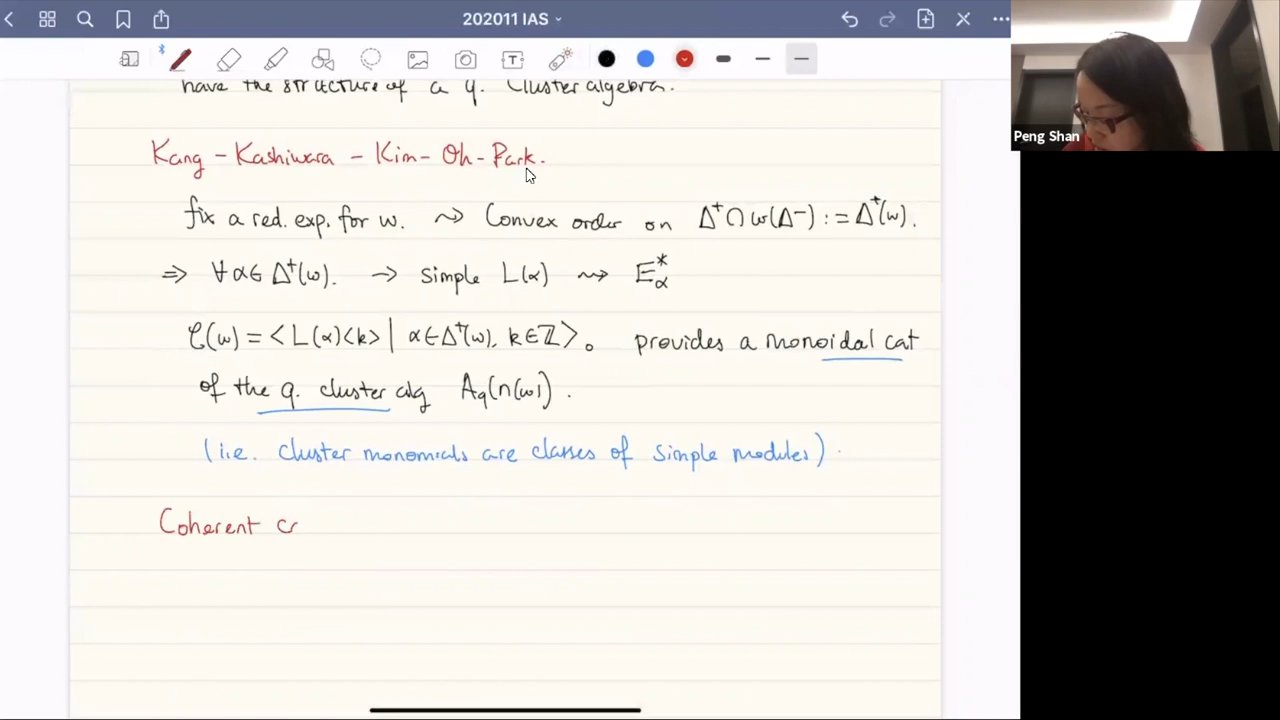 202011 IAS
have the structure of a q. Cluster algebra.
Kang - Kashiwara - Kim - Oh - Park.
fix a red. exp. for w. ⇝ Convex order on Δ⁺∩w(Δ⁻) := Δ⁺(w).
⇒ ∀α∈Δ⁺(w). → simple L(α) ⇝ E*_α
C(w) = <L(α)<k> | α∈Δ⁺(w), k∈ℤ>. provides a monoidal cat
of the q. cluster alg A_q(n(w)).
(i.e. cluster monomials are classes of simple modules).
Coherent ca
Peng Shan